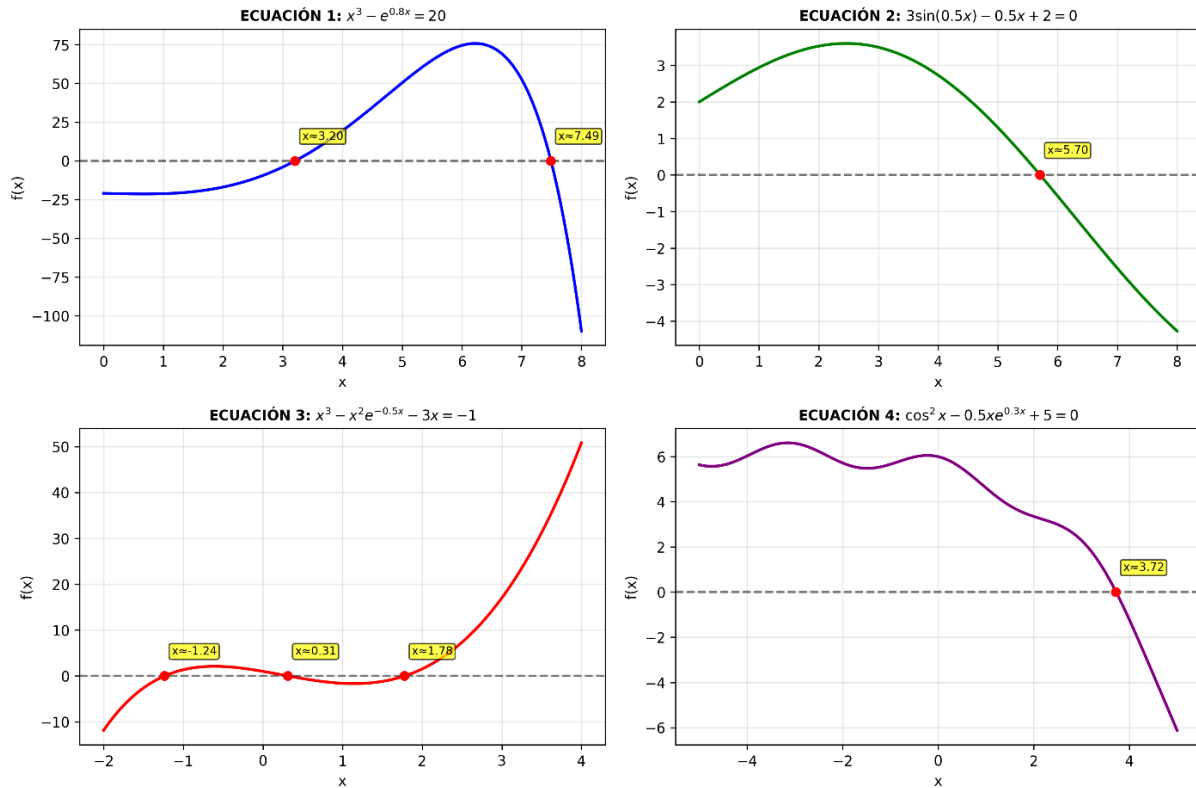 ECUACIÓN 1: x³ − e^{0.8x} = 20
75
50
25
0
−25
−50
−75
−100
f(x)
x≈3.20
x≈7.49
0 1 2 3 4 5 6 7 8
x
ECUACIÓN 2: 3sin(0.5x) − 0.5x + 2 = 0
3
2
1
0
−1
−2
−3
−4
f(x)
x≈5.70
0 1 2 3 4 5 6 7 8
x
ECUACIÓN 3: x³ − x²e^{−0.5x} − 3x = −1
50
40
30
20
10
0
−10
f(x)
x≈-1.24
x≈0.31
x≈1.78
−2 −1 0 1 2 3 4
x
ECUACIÓN 4: cos² x − 0.5xe^{0.3x} + 5 = 0
6
4
2
0
−2
−4
−6
f(x)
x≈3.72
−4 −2 0 2 4
x